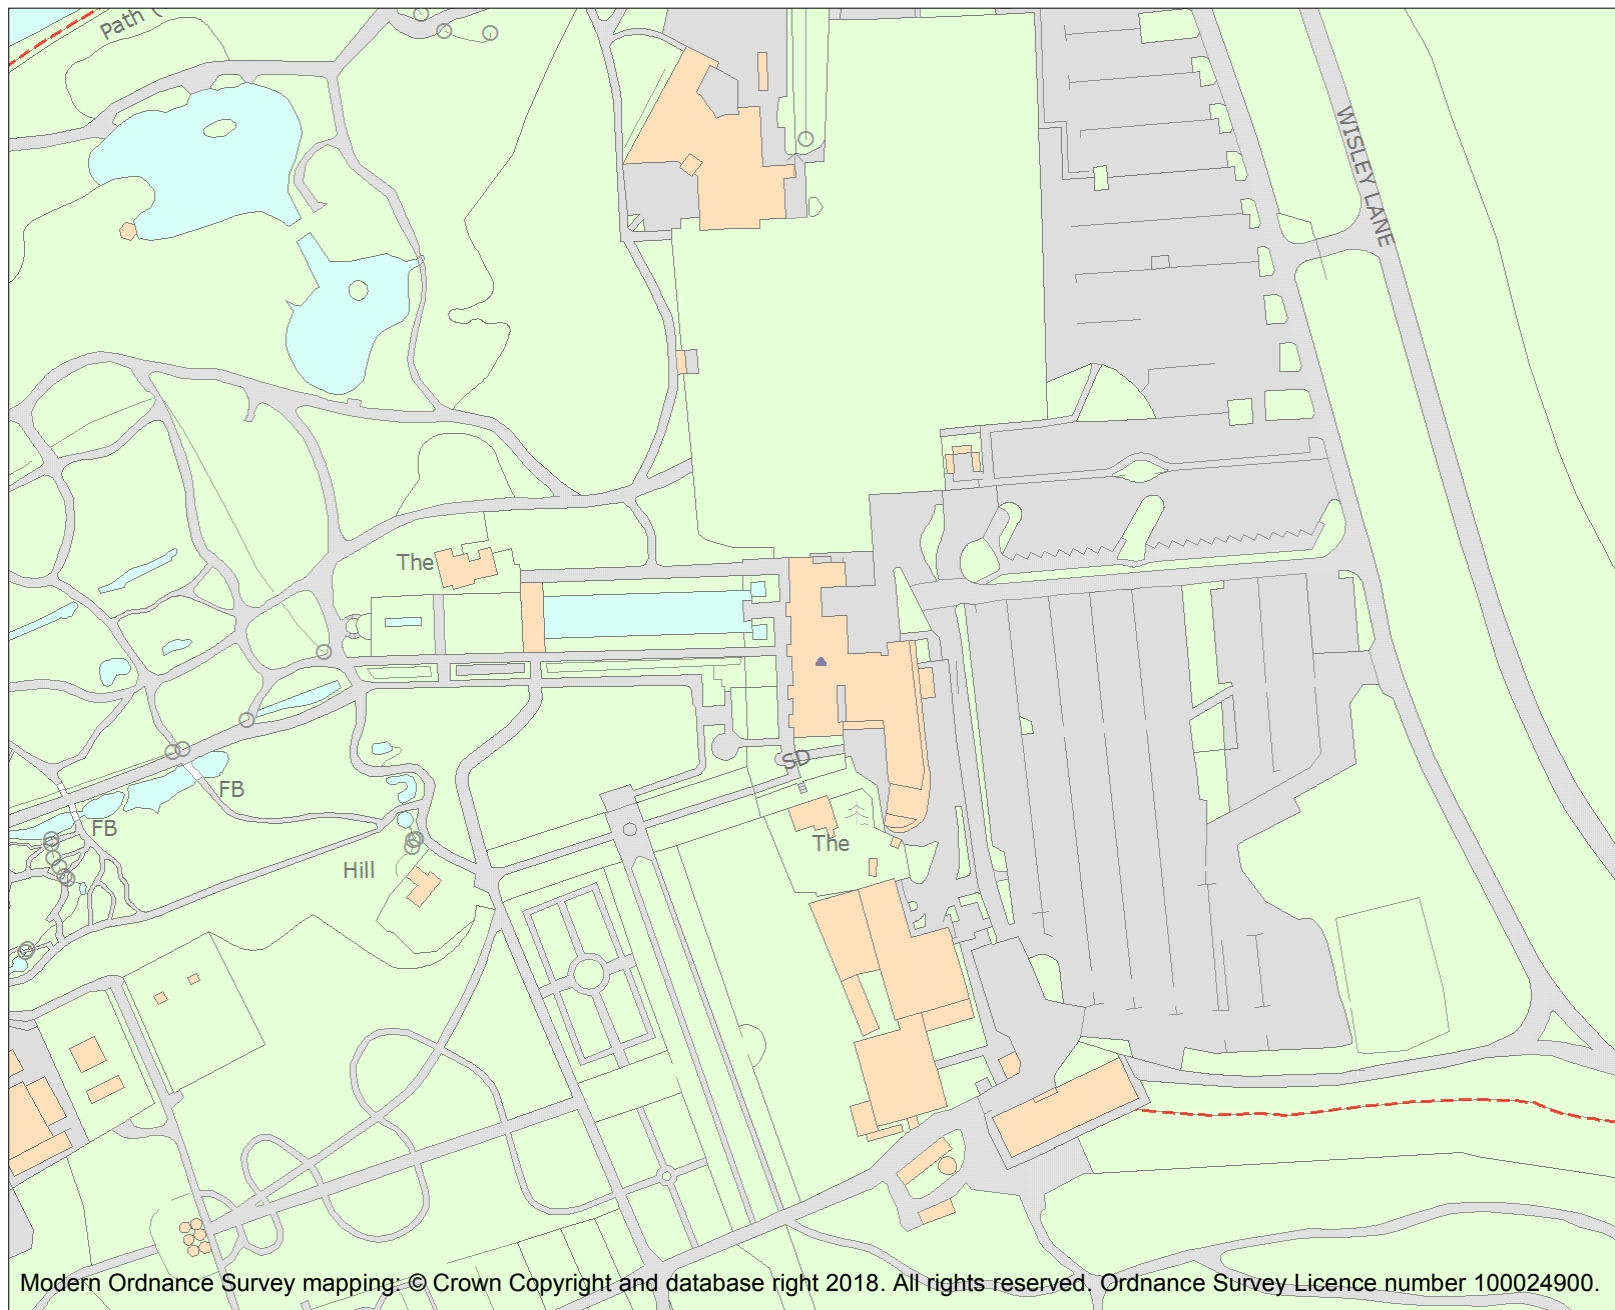 Path (
WISLEY LANE
The
SD
FB
FB
The
Hill
Modern Ordnance Survey mapping: © Crown Copyright and database right 2018. All rights reserved. Ordnance Survey Licence number 100024900.